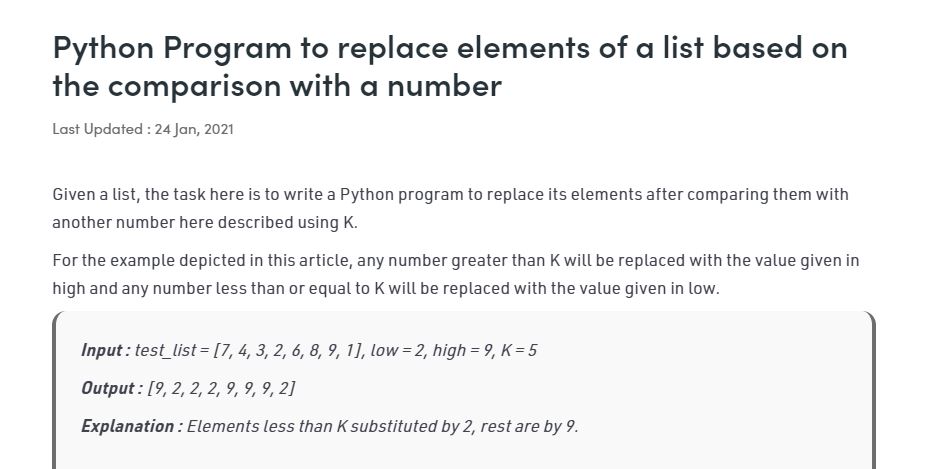 Python Program to replace elements of a list based on
the comparison with a number
Last Updated : 24 Jan, 2021
Given a list, the task here is to write a Python program to replace its elements after comparing them with
another number here described using K.
For the example depicted in this article, any number greater than K will be replaced with the value given in
high and any number less than or equal to K will be replaced with the value given in low.
Input : test_list = [7, 4, 3, 2, 6, 8, 9, 1], low = 2, high = 9, K = 5
Output : [9, 2, 2, 2, 9, 9, 9, 2]
Explanation : Elements less than K substituted by 2, rest are by 9.